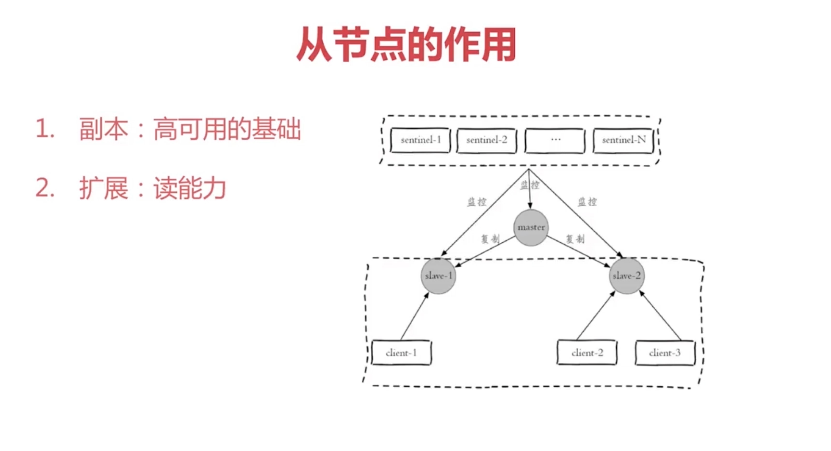 从节点的作用
1. 副本：高可用的基础
2. 扩展：读能力
sentinel-1 sentinel-2 ... sentinel-N
监控 监控 监控
master
复制 复制
slave-1 slave-2
client-1 client-2 client-3